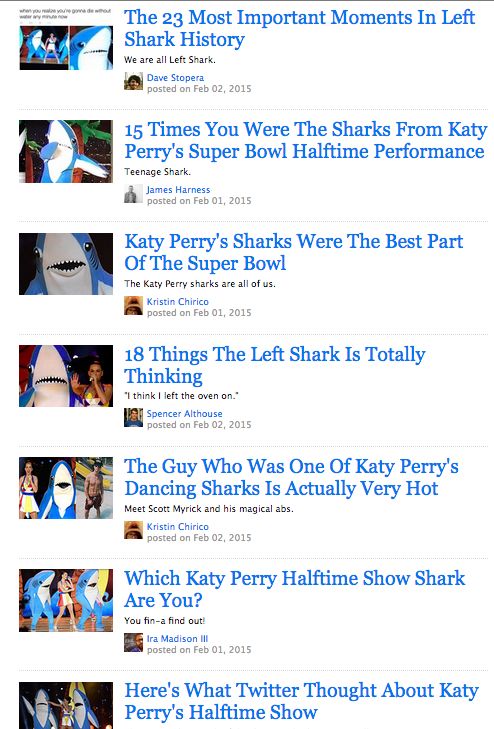 when you realize you're gonna die without
water any minute now
The 23 Most Important Moments In Left
Shark History
We are all Left Shark.
Dave Stopera
posted on Feb 02, 2015
15 Times You Were The Sharks From Katy
Perry's Super Bowl Halftime Performance
Teenage Shark.
James Harness
posted on Feb 01, 2015
Katy Perry's Sharks Were The Best Part
Of The Super Bowl
The Katy Perry sharks are all of us.
Kristin Chirico
posted on Feb 01, 2015
18 Things The Left Shark Is Totally
Thinking
"I think I left the oven on."
Spencer Althouse
posted on Feb 02, 2015
The Guy Who Was One Of Katy Perry's
Dancing Sharks Is Actually Very Hot
Meet Scott Myrick and his magical abs.
Kristin Chirico
posted on Feb 02, 2015
Which Katy Perry Halftime Show Shark
Are You?
You fin-a find out!
Ira Madison III
posted on Feb 01, 2015
Here's What Twitter Thought About Katy
Perry's Halftime Show